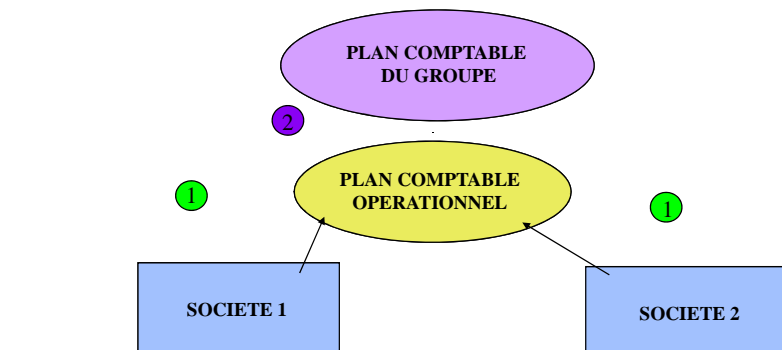 PLAN COMPTABLE
DU GROUPE
2
PLAN COMPTABLE
OPERATIONNEL
1
1
SOCIETE 1
SOCIETE 2